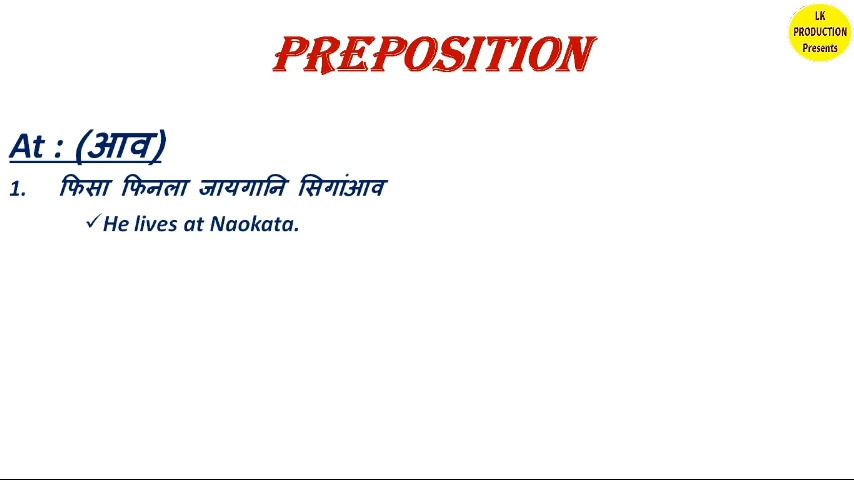 LK
PRODUCTION
Presents
PREPOSITION
At : (आव)
1. फिसा फिनला जायगानि सिगांआव
✓He lives at Naokata.